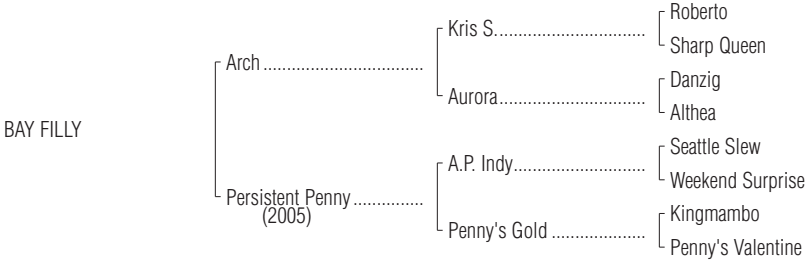 Roberto
Kris S.................................
Sharp Queen
Arch .................................
Danzig
Aurora.................................
Althea
BAY FILLY
Seattle Slew
A.P. Indy.............................
Weekend Surprise
Persistent Penny ...............
(2005)
Kingmambo
Penny's Gold .....................
Penny's Valentine